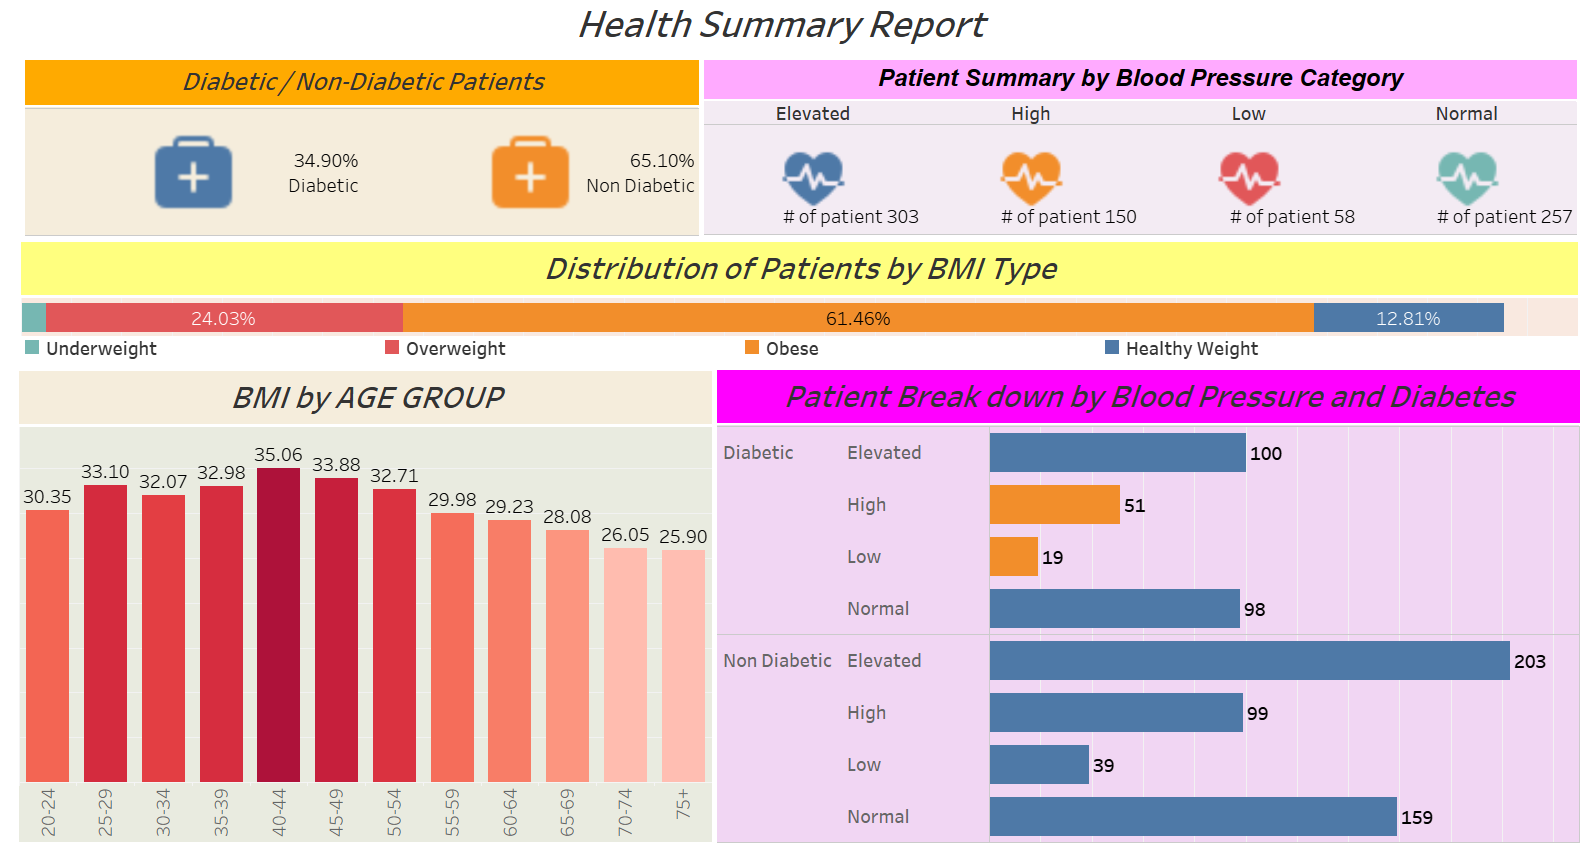 Health Summary Report
Diabetic / Non-Diabetic Patients
34.90%
Diabetic
65.10%
Non Diabetic
Patient Summary by Blood Pressure Category
Elevated High Low Normal
# of patient 303 # of patient 150 # of patient 58 # of patient 257
Distribution of Patients by BMI Type
24.03% 61.46% 12.81%
Underweight Overweight Obese Healthy Weight
BMI by AGE GROUP
30.35 33.10 32.07 32.98 35.06 33.88 32.71 29.98 29.23 28.08 26.05 25.90
20-24 25-29 30-34 35-39 40-44 45-49 50-54 55-59 60-64 65-69 70-74 75+
Patient Break down by Blood Pressure and Diabetes
Diabetic Elevated 100
High 51
Low 19
Normal 98
Non Diabetic Elevated 203
High 99
Low 39
Normal 159